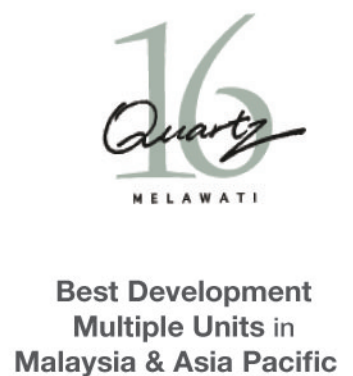 16
Quartz
MELAWATI
Best Development
Multiple Units in
Malaysia & Asia Pacific